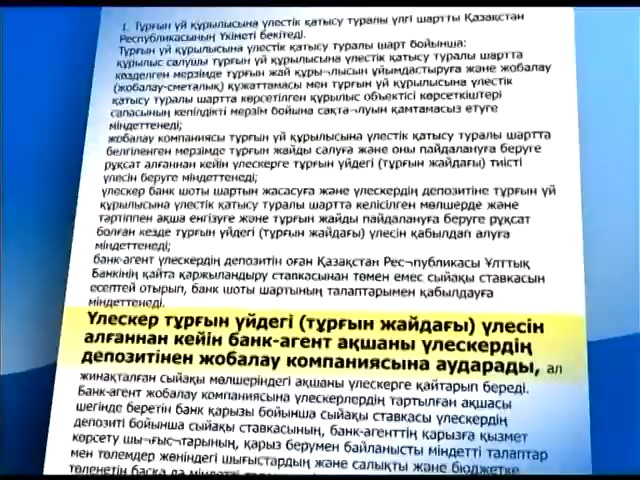 1. Тұрғын үй құрылысына үлестік қатысу туралы үлгі шартты Қазақстан
Республикасының Үкіметі бекітеді.
Тұрғын үй құрылысына үлестік қатысу туралы шарт бойынша:
құрылыс салушы тұрғын үй құрылысына үлестік қатысу туралы шартта
көзделген мерзімде тұрғын жай құры¬лысын ұйымдастыруға және жобалау
(жобалау-сметалық) құжаттамасы мен тұрғын үй құрылысына үлестік
қатысу туралы шартта көрсетілген құрылыс объектісі көрсеткіштері
сапасының кепілдікті мерзім бойына сақта¬луын қамтамасыз етуге
міндеттенеді;
жобалау компаниясы тұрғын үй құрылысына үлестік қатысу туралы шартта
белгіленген мерзімде тұрғын жайды салуға және оны пайдалануға беруге
рұқсат алғаннан кейін үлескерге тұрғын үйдегі (тұрғын жайдағы) тиісті
үлесін беруге міндеттенеді;
үлескер банк шоты шартын жасасуға және үлескердің депозитіне тұрғын үй
құрылысына үлестік қатысу туралы шартта келісілген мөлшерде және
тәртіппен ақша енгізуге және тұрғын жайды пайдалануға беруге рұқсат
болған кезде тұрғын үйдегі (тұрғын жайдағы) үлесін қабылдап алуға
міндеттенеді;
банк-агент үлескердің депозитін оған Қазақстан Рес¬публикасы Ұлттық
Банкінің қайта қаржыландыру ставкасынан төмен емес сыйақы ставкасын
есептей отырып, банк шоты шартының талаптарымен қабылдауға
міндеттенеді.
Үлескер тұрғын үйдегі (тұрғын жайдағы) үлесін
алғаннан кейін банк-агент ақшаны үлескердің
депозитінен жобалау компаниясына аударады, ал
жинақталған сыйақы мөлшеріндегі ақшаны үлескерге қайтарып береді.
Банк-агент жобалау компаниясына үлескерлердің тартылған ақшасы
шегінде беретін банк қарызы бойынша сыйақы ставкасы үлескердің
депозиті бойынша сыйақы ставкасының, банк-агенттің қарызға қызмет
көрсету шы¬ғыс¬тарының, қарыз берумен байланысты міндетті талаптар
мен төлемдер жөніндегі шығыстардың және салықты және бюджетке
төленетін басқа да міндетті